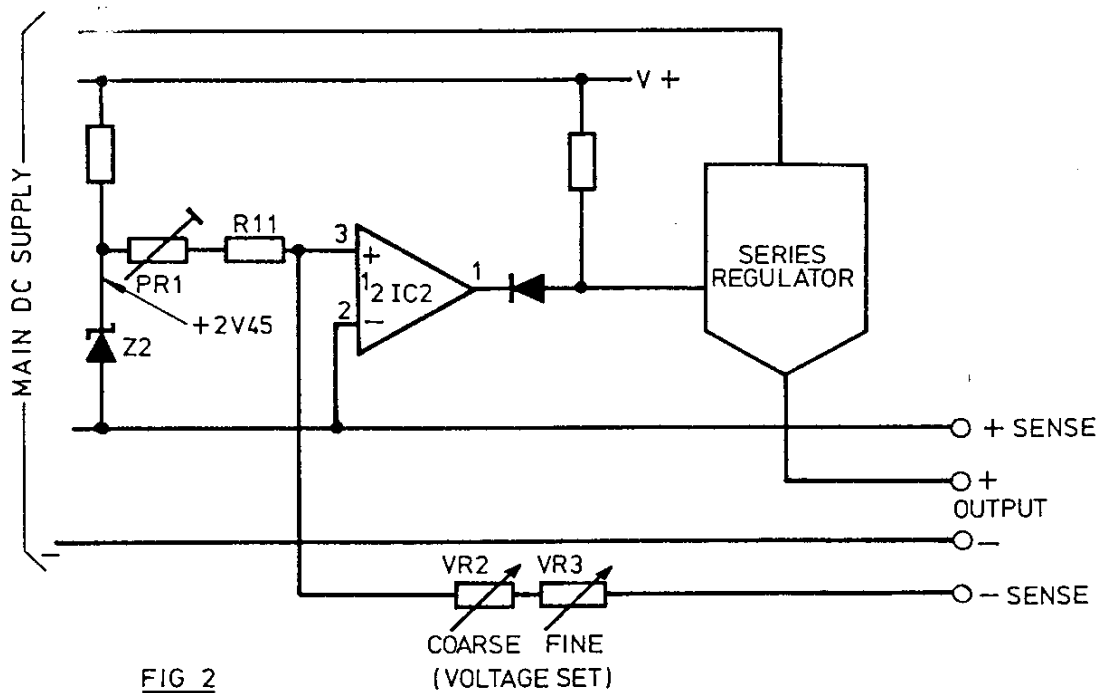 MAIN DC SUPPLY
V +
R11
PR1
+2V45
Z2
3
+
1
2 IC2
2
−
1
SERIES
REGULATOR
+ SENSE
+
OUTPUT
−
− SENSE
−
VR2
VR3
COARSE
FINE
(VOLTAGE SET)
FIG 2